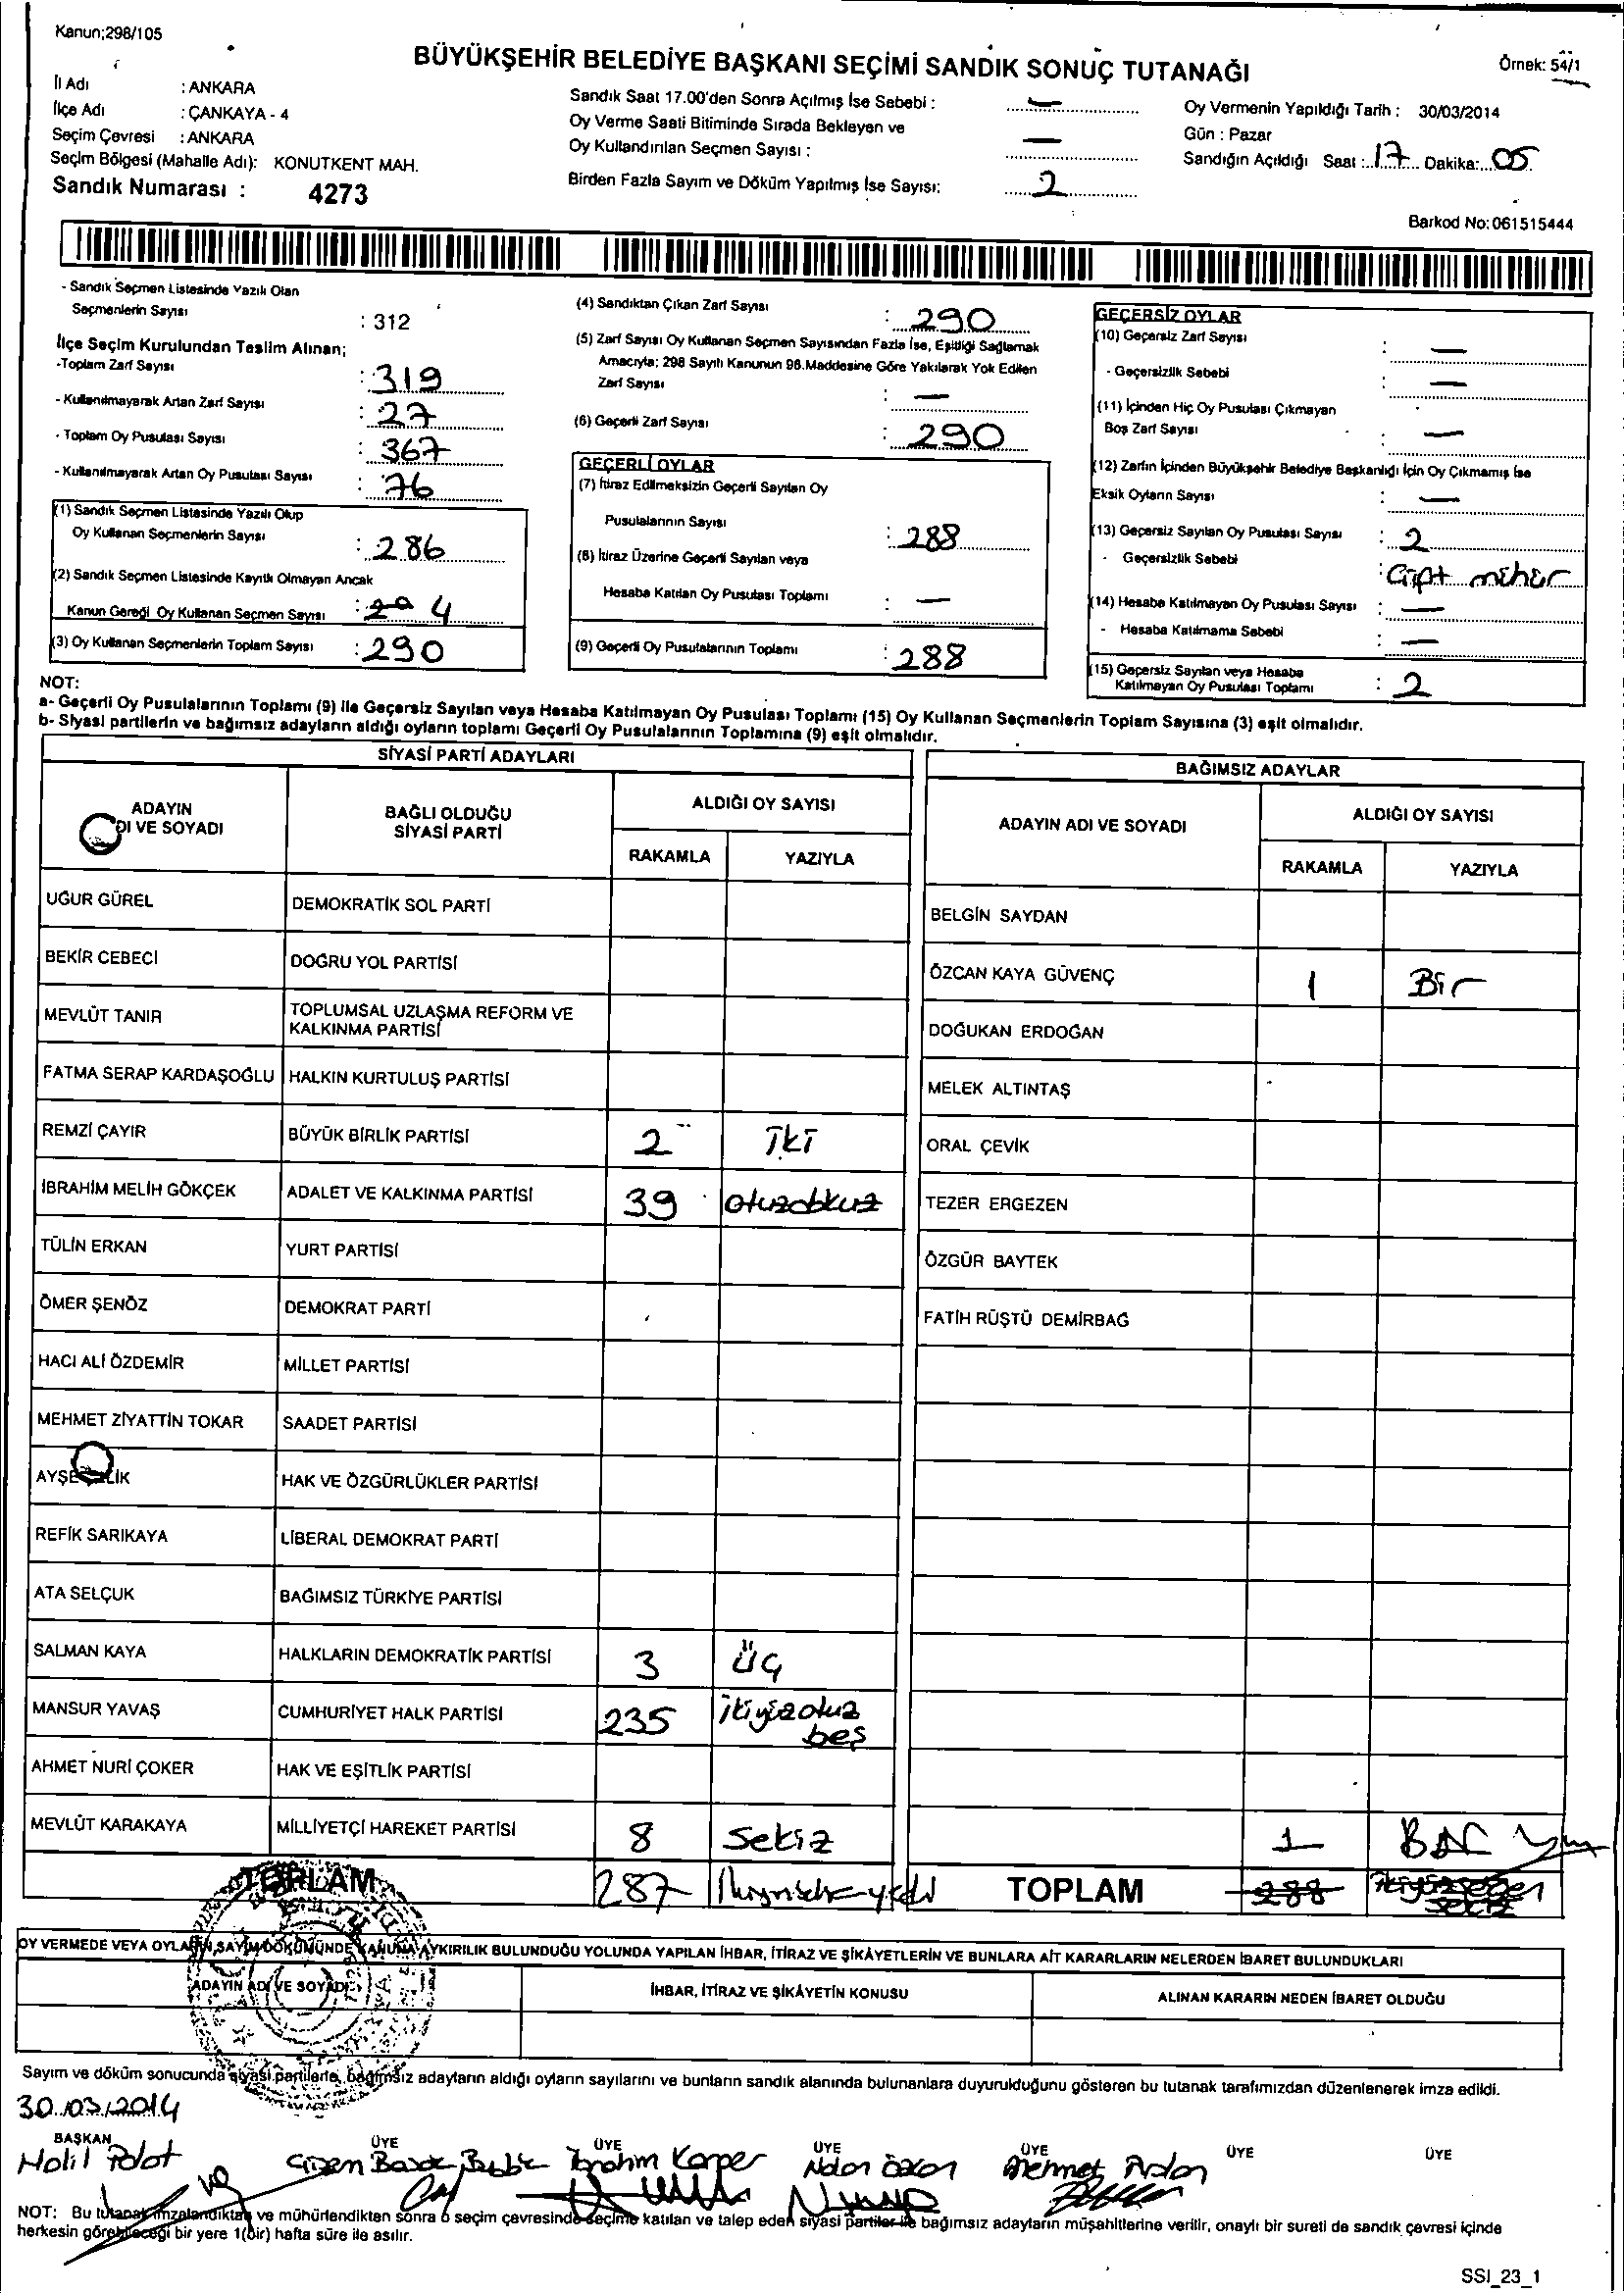 Kanun;298/105
BÜYÜKŞEHİR BELEDİYE BAŞKANI SEÇİMİ SANDIK SONUÇ TUTANAĞI
Örnek: 54/1
İl Adı : ANKARA
İlçe Adı : ÇANKAYA - 4
Seçim Çevresi : ANKARA
Seçim Bölgesi (Mahalle Adı): KONUTKENT MAH.
Sandık Numarası : 4273
Sandık Saat 17.00'den Sonra Açılmış İse Sebebi : —
Oy Verme Saati Bitiminde Sırada Bekleyen ve
Oy Kullandırılan Seçmen Sayısı : —
Birden Fazla Sayım ve Döküm Yapılmış İse Sayısı: 2
Oy Vermenin Yapıldığı Tarih : 30/03/2014
Gün : Pazar
Sandığın Açıldığı Saat : 17 Dakika: 05
Barkod No:061515444
- Sandık Seçmen Listesinde Yazılı Olan
Seçmenlerin Sayısı : 312
İlçe Seçim Kurulundan Teslim Alınan;
-Toplam Zarf Sayısı : 319
- Kullanılmayarak Artan Zarf Sayısı : 27
- Toplam Oy Pusulası Sayısı : 367
- Kullanılmayarak Artan Oy Pusulası Sayısı : 76
(1) Sandık Seçmen Listesinde Yazılı Olup
Oy Kullanan Seçmenlerin Sayısı : 286
(2) Sandık Seçmen Listesinde Kayıtlı Olmayan Ancak
Kanun Gereği Oy Kullanan Seçmen Sayısı : 4
(3) Oy Kullanan Seçmenlerin Toplam Sayısı : 290
(4) Sandıktan Çıkan Zarf Sayısı : 290
(5) Zarf Sayısı Oy Kullanan Seçmen Sayısından Fazla İse, Eşitliği Sağlamak
Amacıyla; 298 Sayılı Kanunun 98.Maddesine Göre Yakılarak Yok Edilen
Zarf Sayısı : —
(6) Geçerli Zarf Sayısı : 290
GEÇERLİ OYLAR
(7) İtiraz Edilmeksizin Geçerli Sayılan Oy
Pusulalarının Sayısı : 288
(8) İtiraz Üzerine Geçerli Sayılan veya
Hesaba Katılan Oy Pusulası Toplamı : —
(9) Geçerli Oy Pusulalarının Toplamı : 288
GEÇERSİZ OYLAR
(10) Geçersiz Zarf Sayısı : —
- Geçersizlik Sebebi : —
(11) İçinden Hiç Oy Pusulası Çıkmayan
Boş Zarf Sayısı : —
(12) Zarfın İçinden Büyükşehir Belediye Başkanlığı İçin Oy Çıkmamış İse
Eksik Oyların Sayısı : —
(13) Geçersiz Sayılan Oy Pusulası Sayısı : 2
- Geçersizlik Sebebi : Çift mühür
(14) Hesaba Katılmayan Oy Pusulası Sayısı : —
- Hesaba Katılmama Sebebi : —
(15) Geçersiz Sayılan veya Hesaba
Katılmayan Oy Pusulası Toplamı : 2
NOT:
a- Geçerli Oy Pusulalarının Toplamı (9) ile Geçersiz Sayılan veya Hesaba Katılmayan Oy Pusulası Toplamı (15) Oy Kullanan Seçmenlerin Toplam Sayısına (3) eşit olmalıdır.
b- Siyasi partilerin ve bağımsız adayların aldığı oyların toplamı Geçerli Oy Pusulalarının Toplamına (9) eşit olmalıdır.
SİYASİ PARTİ ADAYLARI
ADAYIN
DI VE SOYADI
BAĞLI OLDUĞU
SİYASİ PARTİ
ALDIĞI OY SAYISI
RAKAMLA YAZIYLA
UĞUR GÜREL DEMOKRATİK SOL PARTİ
BEKİR CEBECİ DOĞRU YOL PARTİSİ
MEVLÜT TANIR TOPLUMSAL UZLAŞMA REFORM VE
KALKINMA PARTİSİ
FATMA SERAP KARDAŞOĞLU HALKIN KURTULUŞ PARTİSİ
REMZİ ÇAYIR BÜYÜK BİRLİK PARTİSİ 2 İki
İBRAHİM MELİH GÖKÇEK ADALET VE KALKINMA PARTİSİ 39 otuzdokuz
TÜLİN ERKAN YURT PARTİSİ
ÖMER ŞENÖZ DEMOKRAT PARTİ
HACI ALİ ÖZDEMİR MİLLET PARTİSİ
MEHMET ZİYATTİN TOKAR SAADET PARTİSİ
AYŞE ÇELİK HAK VE ÖZGÜRLÜKLER PARTİSİ
REFİK SARIKAYA LİBERAL DEMOKRAT PARTİ
ATA SELÇUK BAĞIMSIZ TÜRKİYE PARTİSİ
SALMAN KAYA HALKLARIN DEMOKRATİK PARTİSİ 3 üç
MANSUR YAVAŞ CUMHURİYET HALK PARTİSİ 235 ikiyüzotuz
beş
AHMET NURİ ÇOKER HAK VE EŞİTLİK PARTİSİ
MEVLÜT KARAKAYA MİLLİYETÇİ HAREKET PARTİSİ 8 Sekiz
TOPLAM 287
BAĞIMSIZ ADAYLAR
ADAYIN ADI VE SOYADI
ALDIĞI OY SAYISI
RAKAMLA YAZIYLA
BELGİN SAYDAN
ÖZCAN KAYA GÜVENÇ 1 Bir
DOĞUKAN ERDOĞAN
MELEK ALTINTAŞ
ORAL ÇEVİK
TEZER ERGEZEN
ÖZGÜR BAYTEK
FATİH RÜŞTÜ DEMİRBAĞ
1
TOPLAM 288
OY VERMEDE VEYA OYLARIN SAYIM DÖKÜMÜNDE KANUNA AYKIRILIK BULUNDUĞU YOLUNDA YAPILAN İHBAR, İTİRAZ VE ŞİKÂYETLERİN VE BUNLARA AİT KARARLARIN NELERDEN İBARET BULUNDUKLARI
ADAYIN ADI VE SOYADI İHBAR, İTİRAZ VE ŞİKÂYETİN KONUSU ALINAN KARARIN NEDEN İBARET OLDUĞU
Sayım ve döküm sonucunda siyasi partilerle, bağımsız adayların aldığı oyların sayılarını ve bunların sandık alanında bulunanlara duyurulduğunu gösteren bu tutanak tarafımızdan düzenlenerek imza edildi.
30.03.2014
BAŞKAN ÜYE ÜYE ÜYE ÜYE ÜYE ÜYE
Halil Polat İbrahim Mehmet
NOT: Bu tutanak imzalandıktan ve mühürlendikten sonra o seçim çevresinde seçime katılan ve talep eden siyasi partiler ile bağımsız adayların müşahitlerine verilir, onaylı bir sureti de sandık çevresi içinde
herkesin görebileceği bir yere 1(bir) hafta süre ile asılır.
SSI_23_1